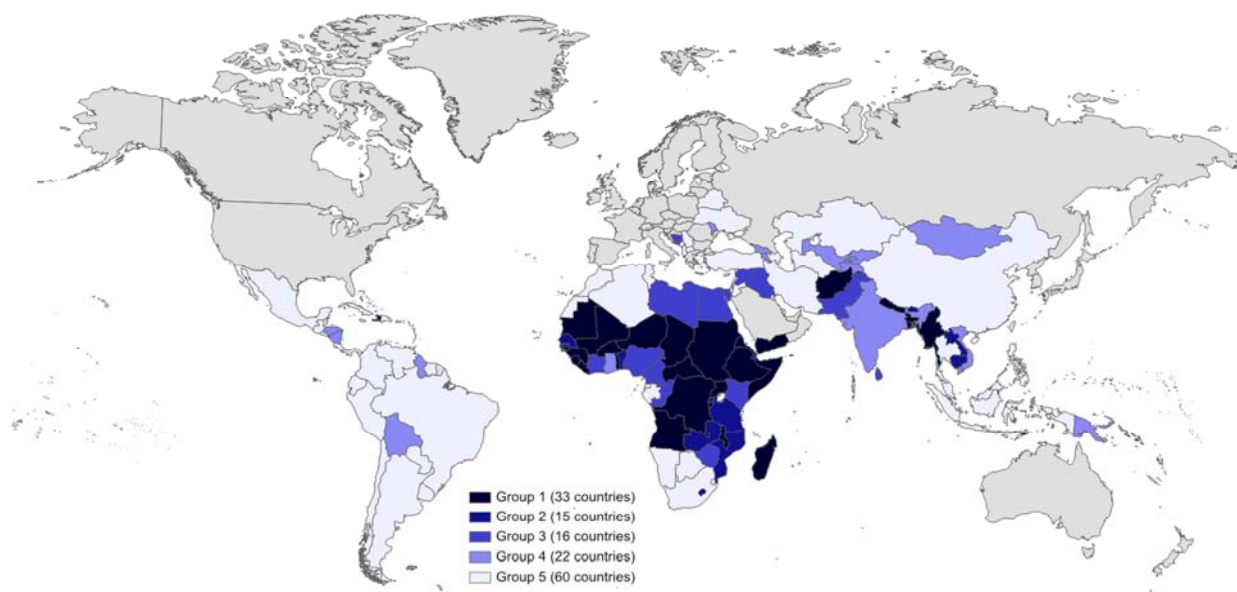 Group 1 (33 countries)
Group 2 (15 countries)
Group 3 (16 countries)
Group 4 (22 countries)
Group 5 (60 countries)